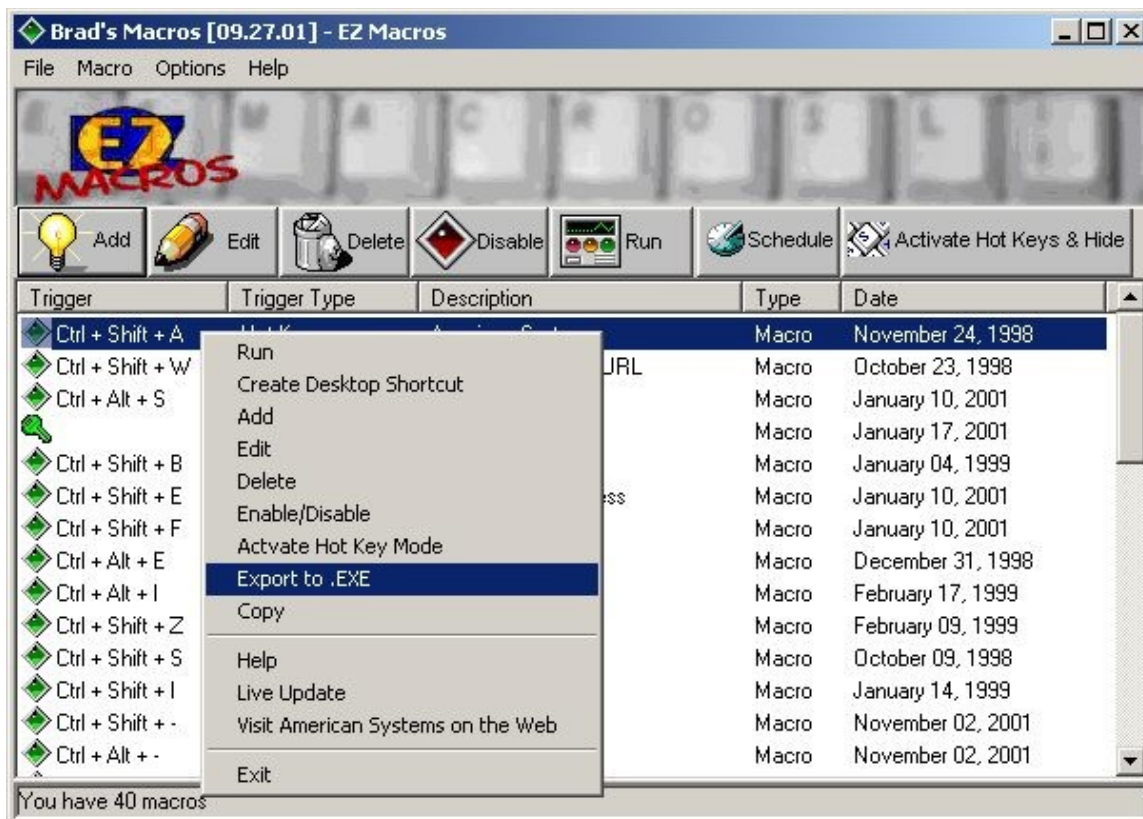 Brad's Macros [09.27.01] - EZ Macros
File Macro Options Help
EZ
MACROS
Add Edit Delete Disable Run Schedule Activate Hot Keys & Hide
Trigger Trigger Type Description Type Date
Ctrl + Shift + A Macro November 24, 1998
Ctrl + Shift + W URL Macro October 23, 1998
Ctrl + Alt + S Macro January 10, 2001
Macro January 17, 2001
Ctrl + Shift + B Macro January 04, 1999
Ctrl + Shift + E ess Macro January 10, 2001
Ctrl + Shift + F Macro January 10, 2001
Ctrl + Alt + E Macro December 31, 1998
Ctrl + Alt + I Macro February 17, 1999
Ctrl + Shift + Z Macro February 09, 1999
Ctrl + Shift + S Macro October 09, 1998
Ctrl + Shift + I Macro January 14, 1999
Ctrl + Shift + - Macro November 02, 2001
Ctrl + Alt + - Macro November 02, 2001
Run
Create Desktop Shortcut
Add
Edit
Delete
Enable/Disable
Actvate Hot Key Mode
Export to .EXE
Copy
Help
Live Update
Visit American Systems on the Web
Exit
You have 40 macros